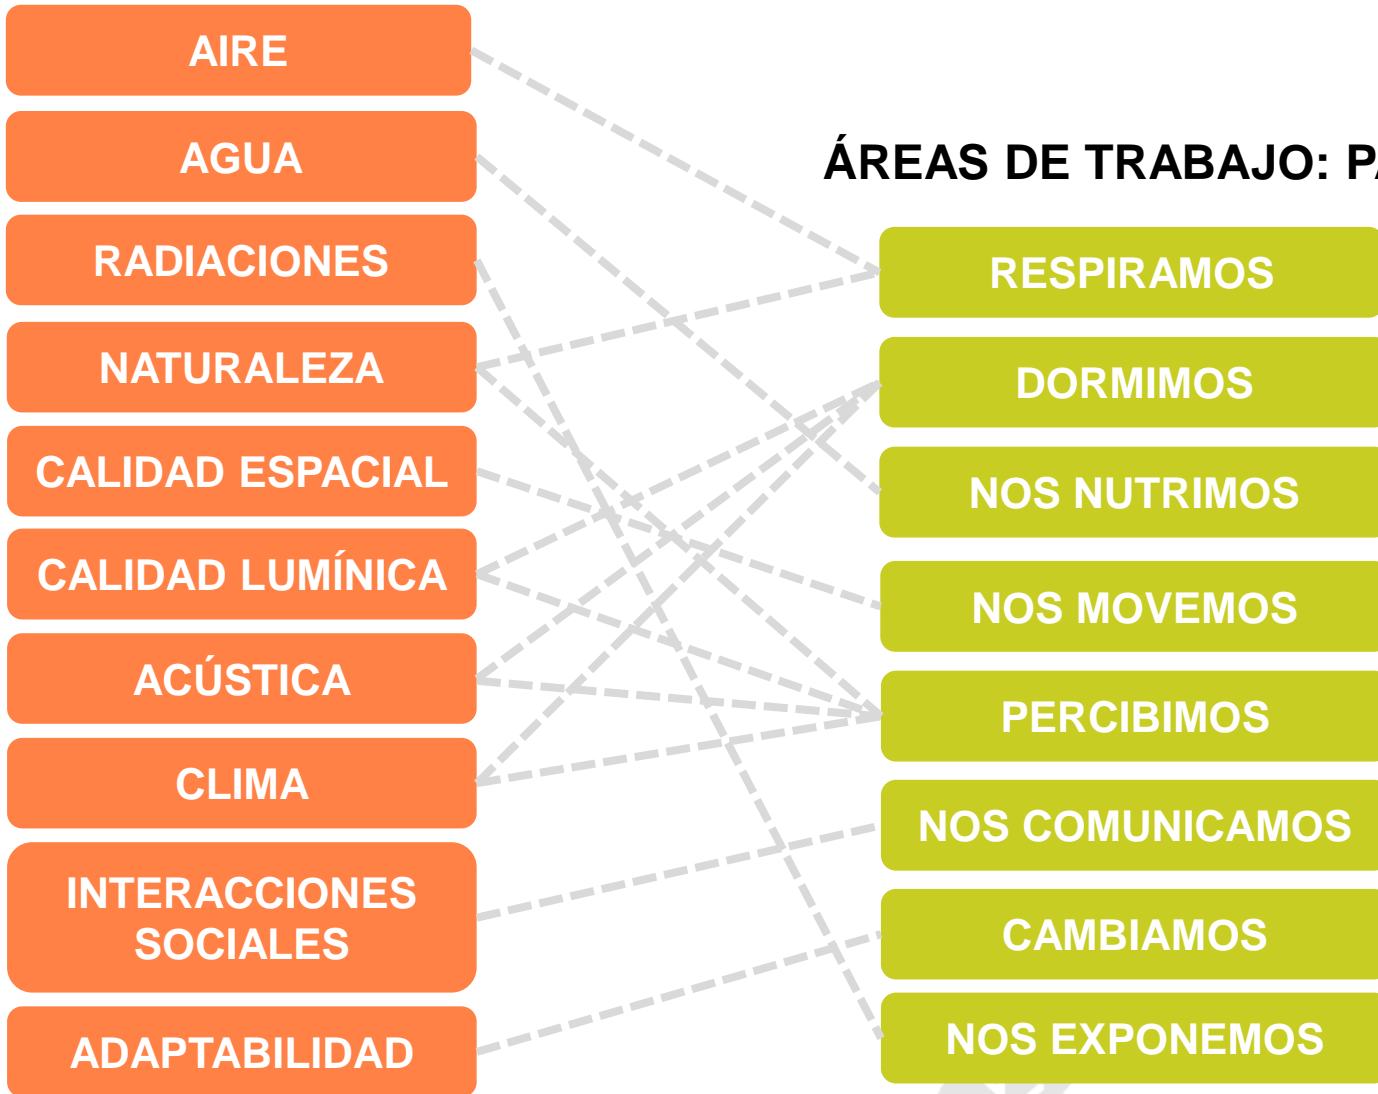 AIRE
AGUA
RADIACIONES
NATURALEZA
CALIDAD ESPACIAL
CALIDAD LUMÍNICA
ACÚSTICA
CLIMA
INTERACCIONES
SOCIALES
ADAPTABILIDAD
ÁREAS DE TRABAJO:
RESPIRAMOS
DORMIMOS
NOS NUTRIMOS
NOS MOVEMOS
PERCIBIMOS
NOS COMUNICAMOS
CAMBIAMOS
NOS EXPONEMOS